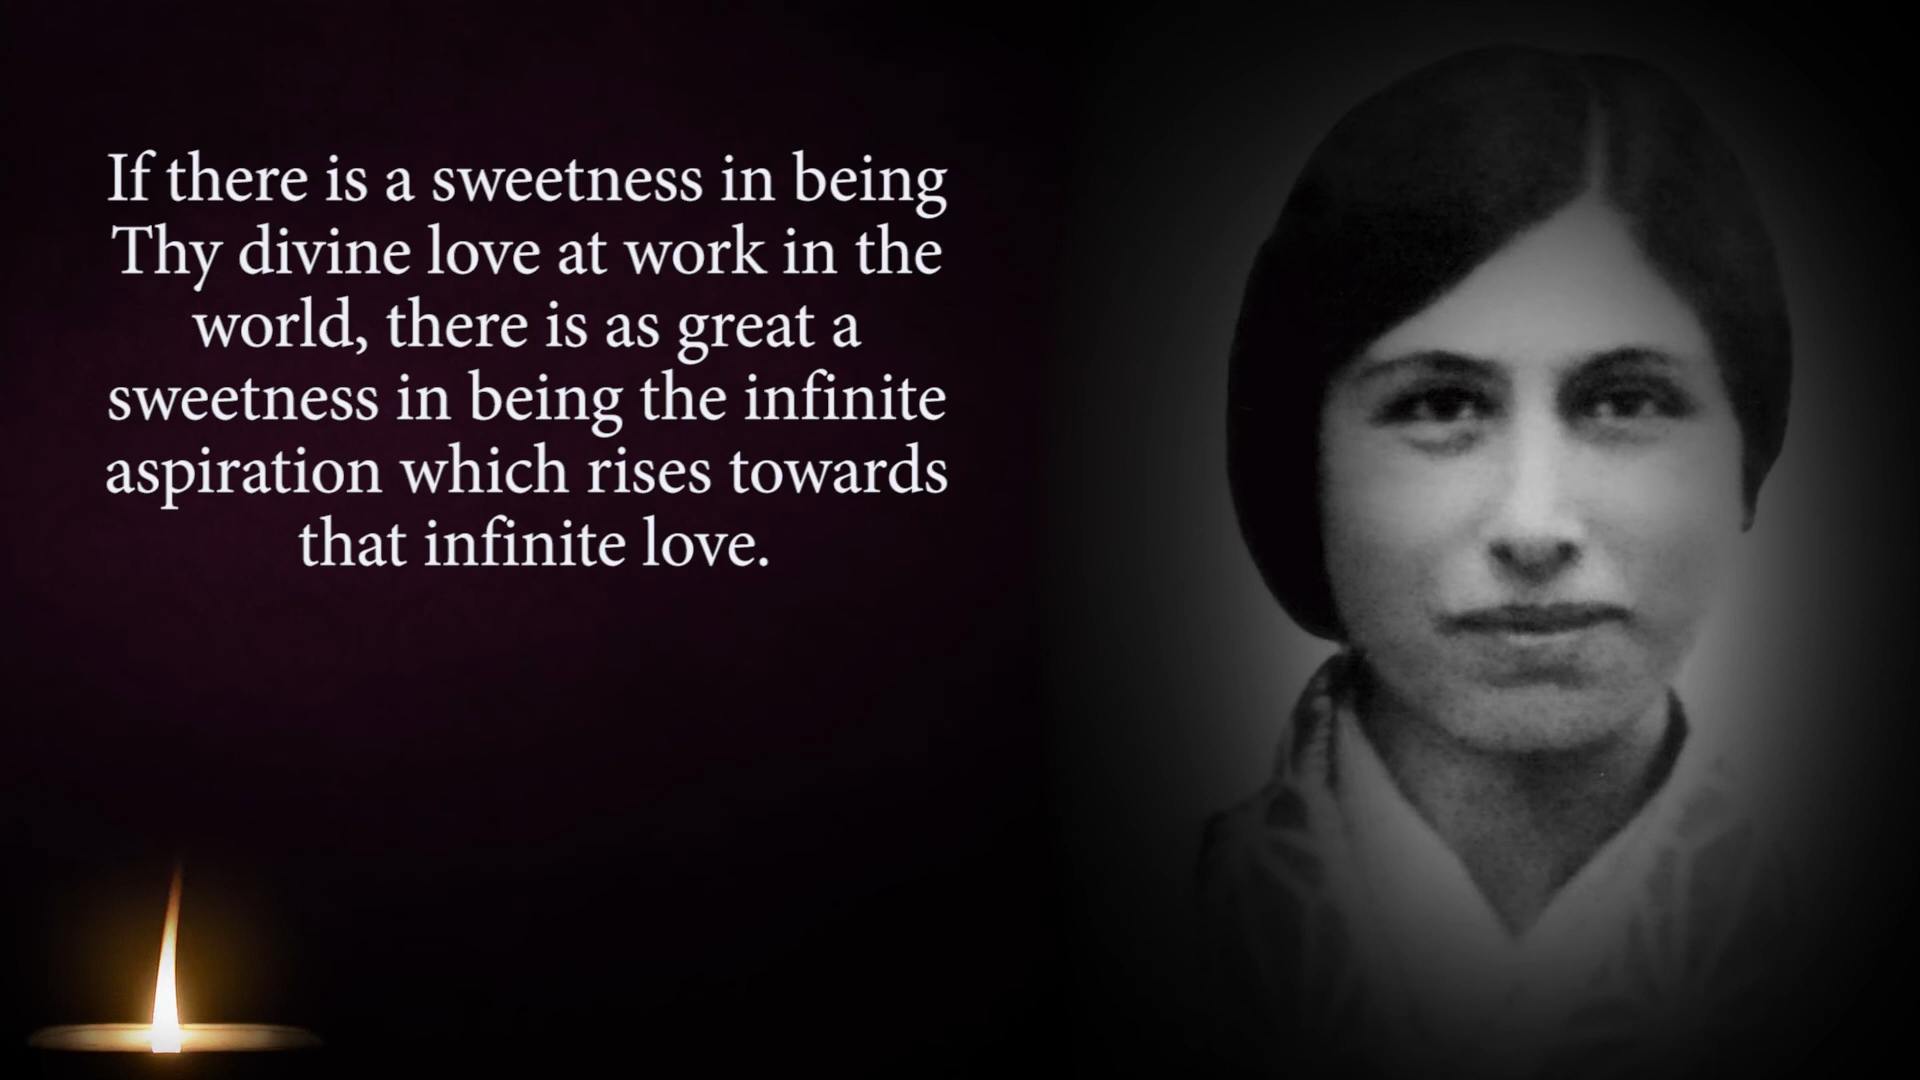 If there is a sweetness in being
Thy divine love at work in the
world, there is as great a
sweetness in being the infinite
aspiration which rises towards
that infinite love.